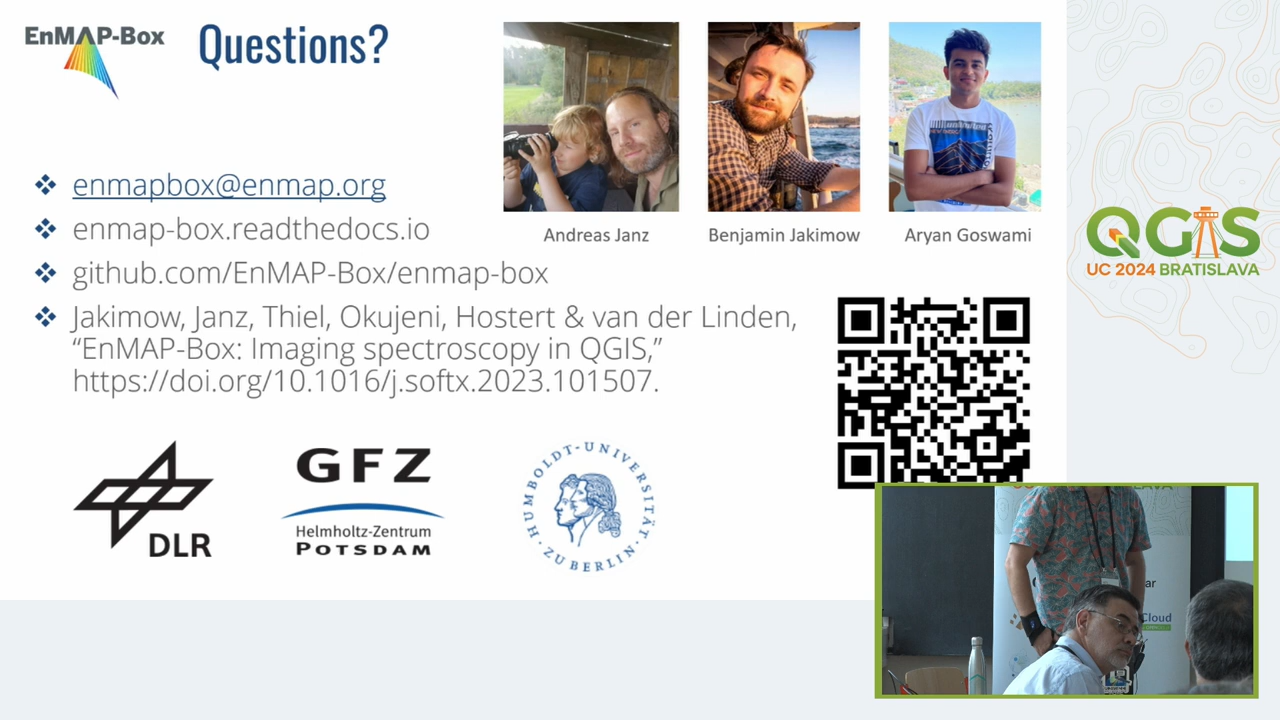 EnMAP-Box
Questions?
Andreas Janz
Benjamin Jakimow
Aryan Goswami
❖ enmapbox@enmap.org
❖ enmap-box.readthedocs.io
❖ github.com/EnMAP-Box/enmap-box
❖ Jakimow, Janz, Thiel, Okujeni, Hostert & van der Linden,
“EnMAP-Box: Imaging spectroscopy in QGIS,”
https://doi.org/10.1016/j.softx.2023.101507.
QGIS
UC 2024 BRATISLAVA
DLR
GFZ
Helmholtz-Zentrum
POTSDAM
HUMBOLDT-UNIVERSITÄT
ZU BERLIN
Cloud